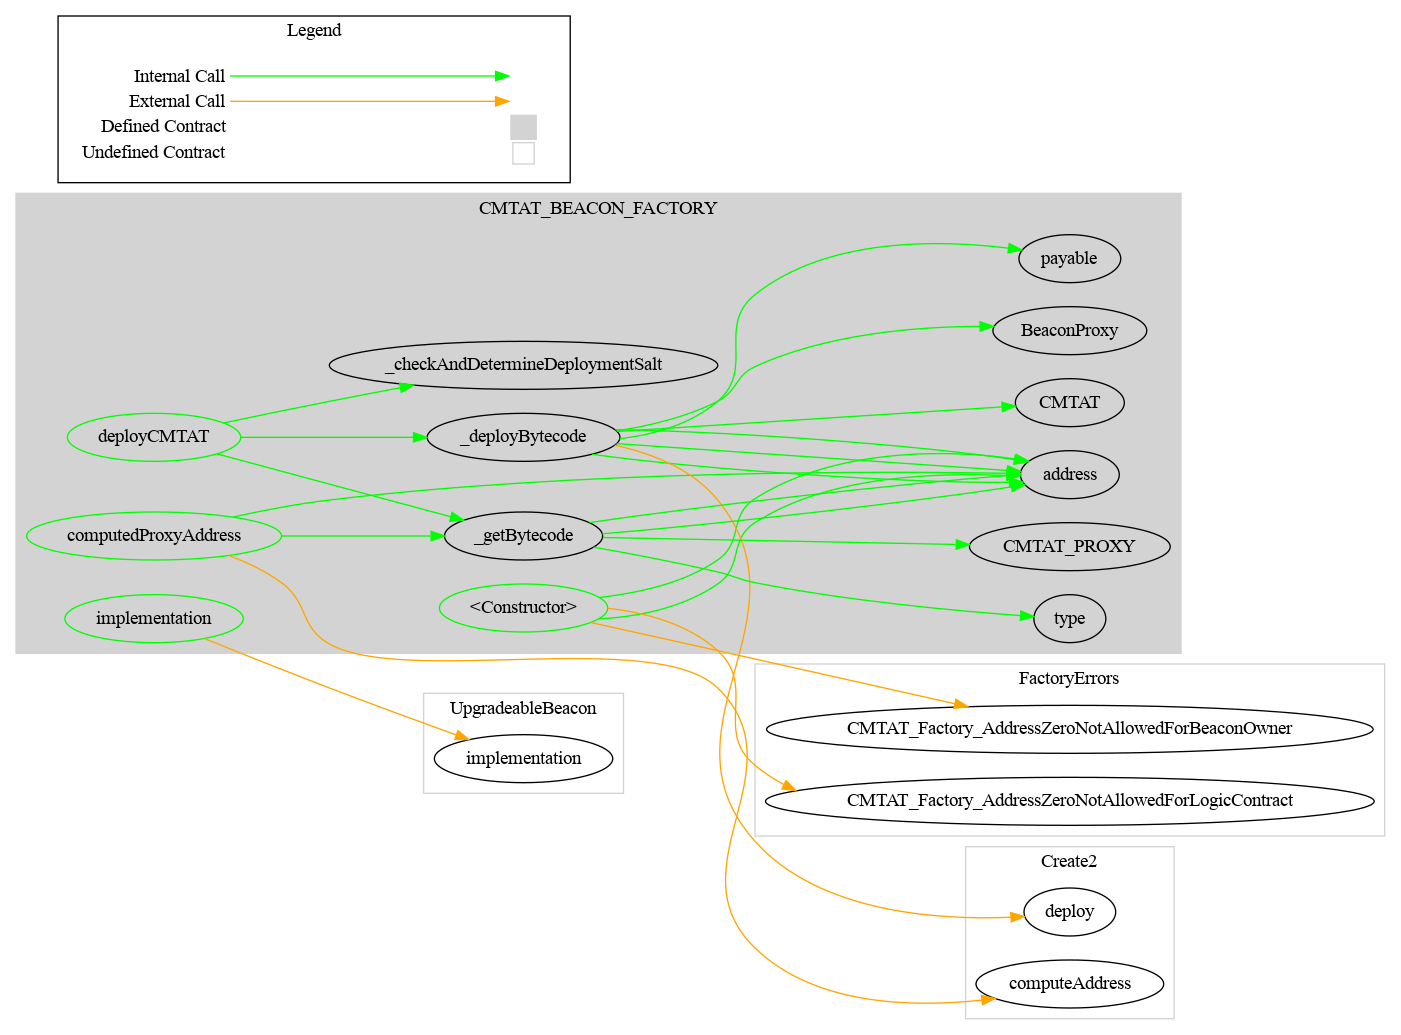 Legend
Internal Call
External Call
Defined Contract
Undefined Contract
CMTAT_BEACON_FACTORY
payable
BeaconProxy
_checkAndDetermineDeploymentSalt
CMTAT
deployCMTAT
_deployBytecode
address
computedProxyAddress
_getBytecode
CMTAT_PROXY
<Constructor>
implementation
type
FactoryErrors
UpgradeableBeacon
CMTAT_Factory_AddressZeroNotAllowedForBeaconOwner
implementation
CMTAT_Factory_AddressZeroNotAllowedForLogicContract
Create2
deploy
computeAddress